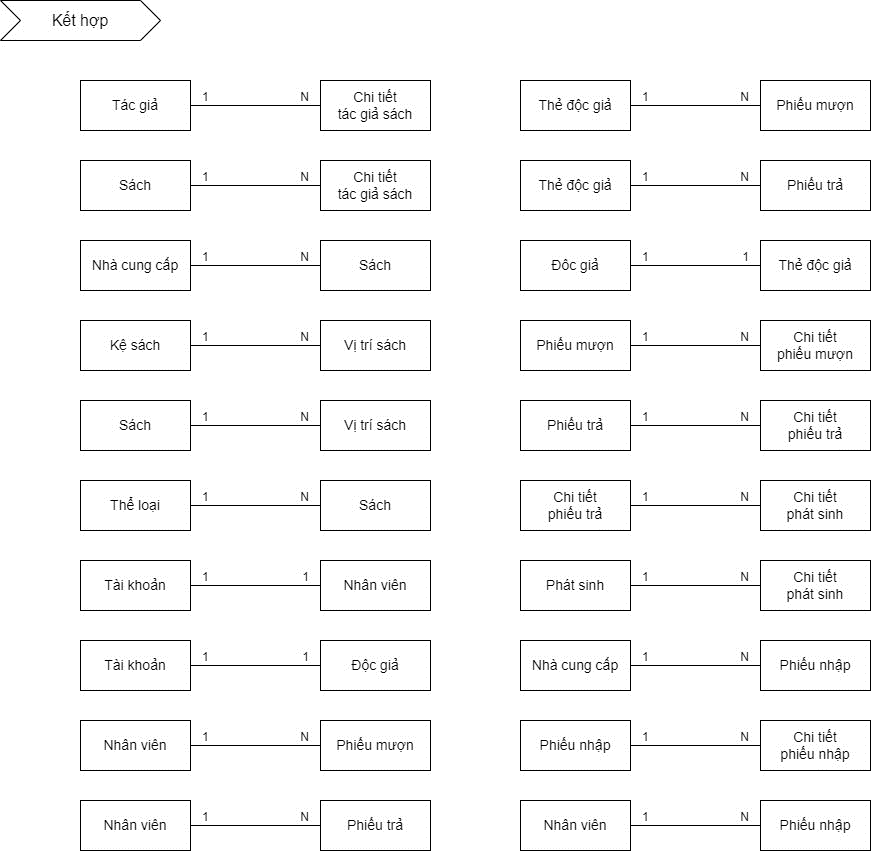 Kết hợp
Tác giả
1
N
Chi tiết
tác giả sách
Thẻ độc giả
1
N
Phiếu mượn
Sách
1
N
Chi tiết
tác giả sách
Thẻ độc giả
1
N
Phiếu trả
Nhà cung cấp
1
N
Sách
Đôc giả
1
1
Thẻ độc giả
Kệ sách
1
N
Vị trí sách
Phiếu mượn
1
N
Chi tiết
phiếu mượn
Sách
1
N
Vị trí sách
Phiếu trả
1
N
Chi tiết
phiếu trả
Thể loại
1
N
Sách
Chi tiết
phiếu trả
1
N
Chi tiết
phát sinh
Tài khoản
1
1
Nhân viên
Phát sinh
1
N
Chi tiết
phát sinh
Tài khoản
1
1
Độc giả
Nhà cung cấp
1
N
Phiếu nhập
Nhân viên
1
N
Phiếu mượn
Phiếu nhập
1
N
Chi tiết
phiếu nhập
Nhân viên
1
N
Phiếu trả
Nhân viên
1
N
Phiếu nhập